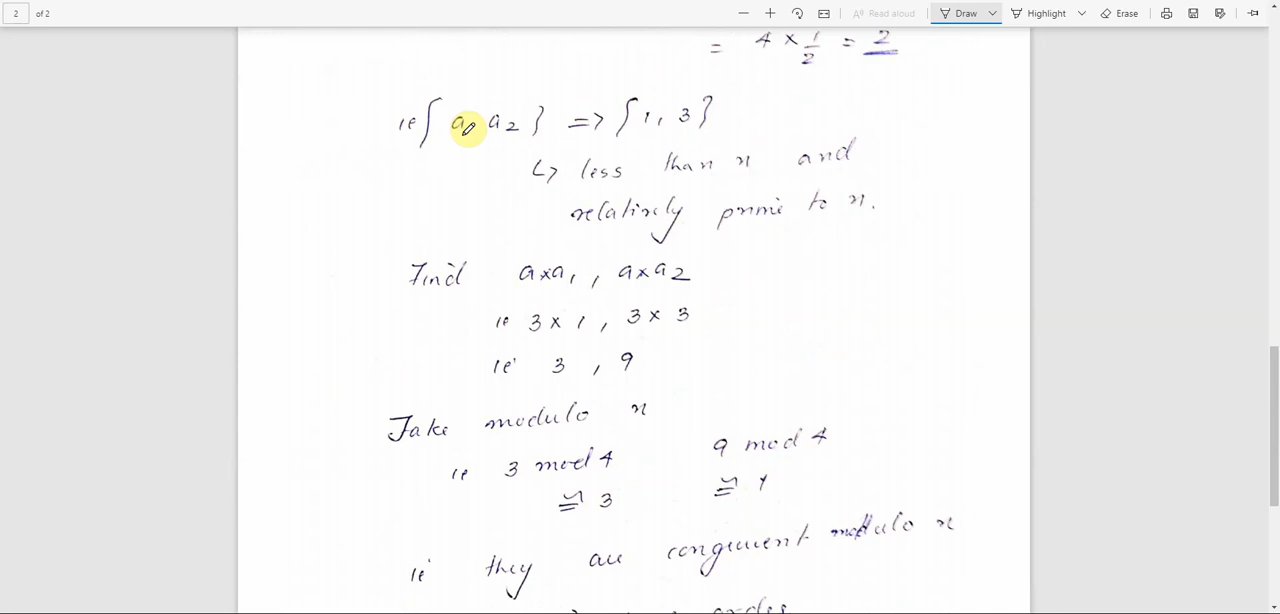 2 of 2 Read aloud Draw Highlight Erase
= 4 × 1/2 = 2
ie { a, a2 } => { 1, 3 }
↳ less than n and
relatively prime to n.
Find a×a1, a×a2
ie 3 × 1, 3 × 3
ie 3, 9
Take modulo n
ie 3 mod 4 9 mod 4
≅ 3 ≅ 1
ie they are congruent modulo n